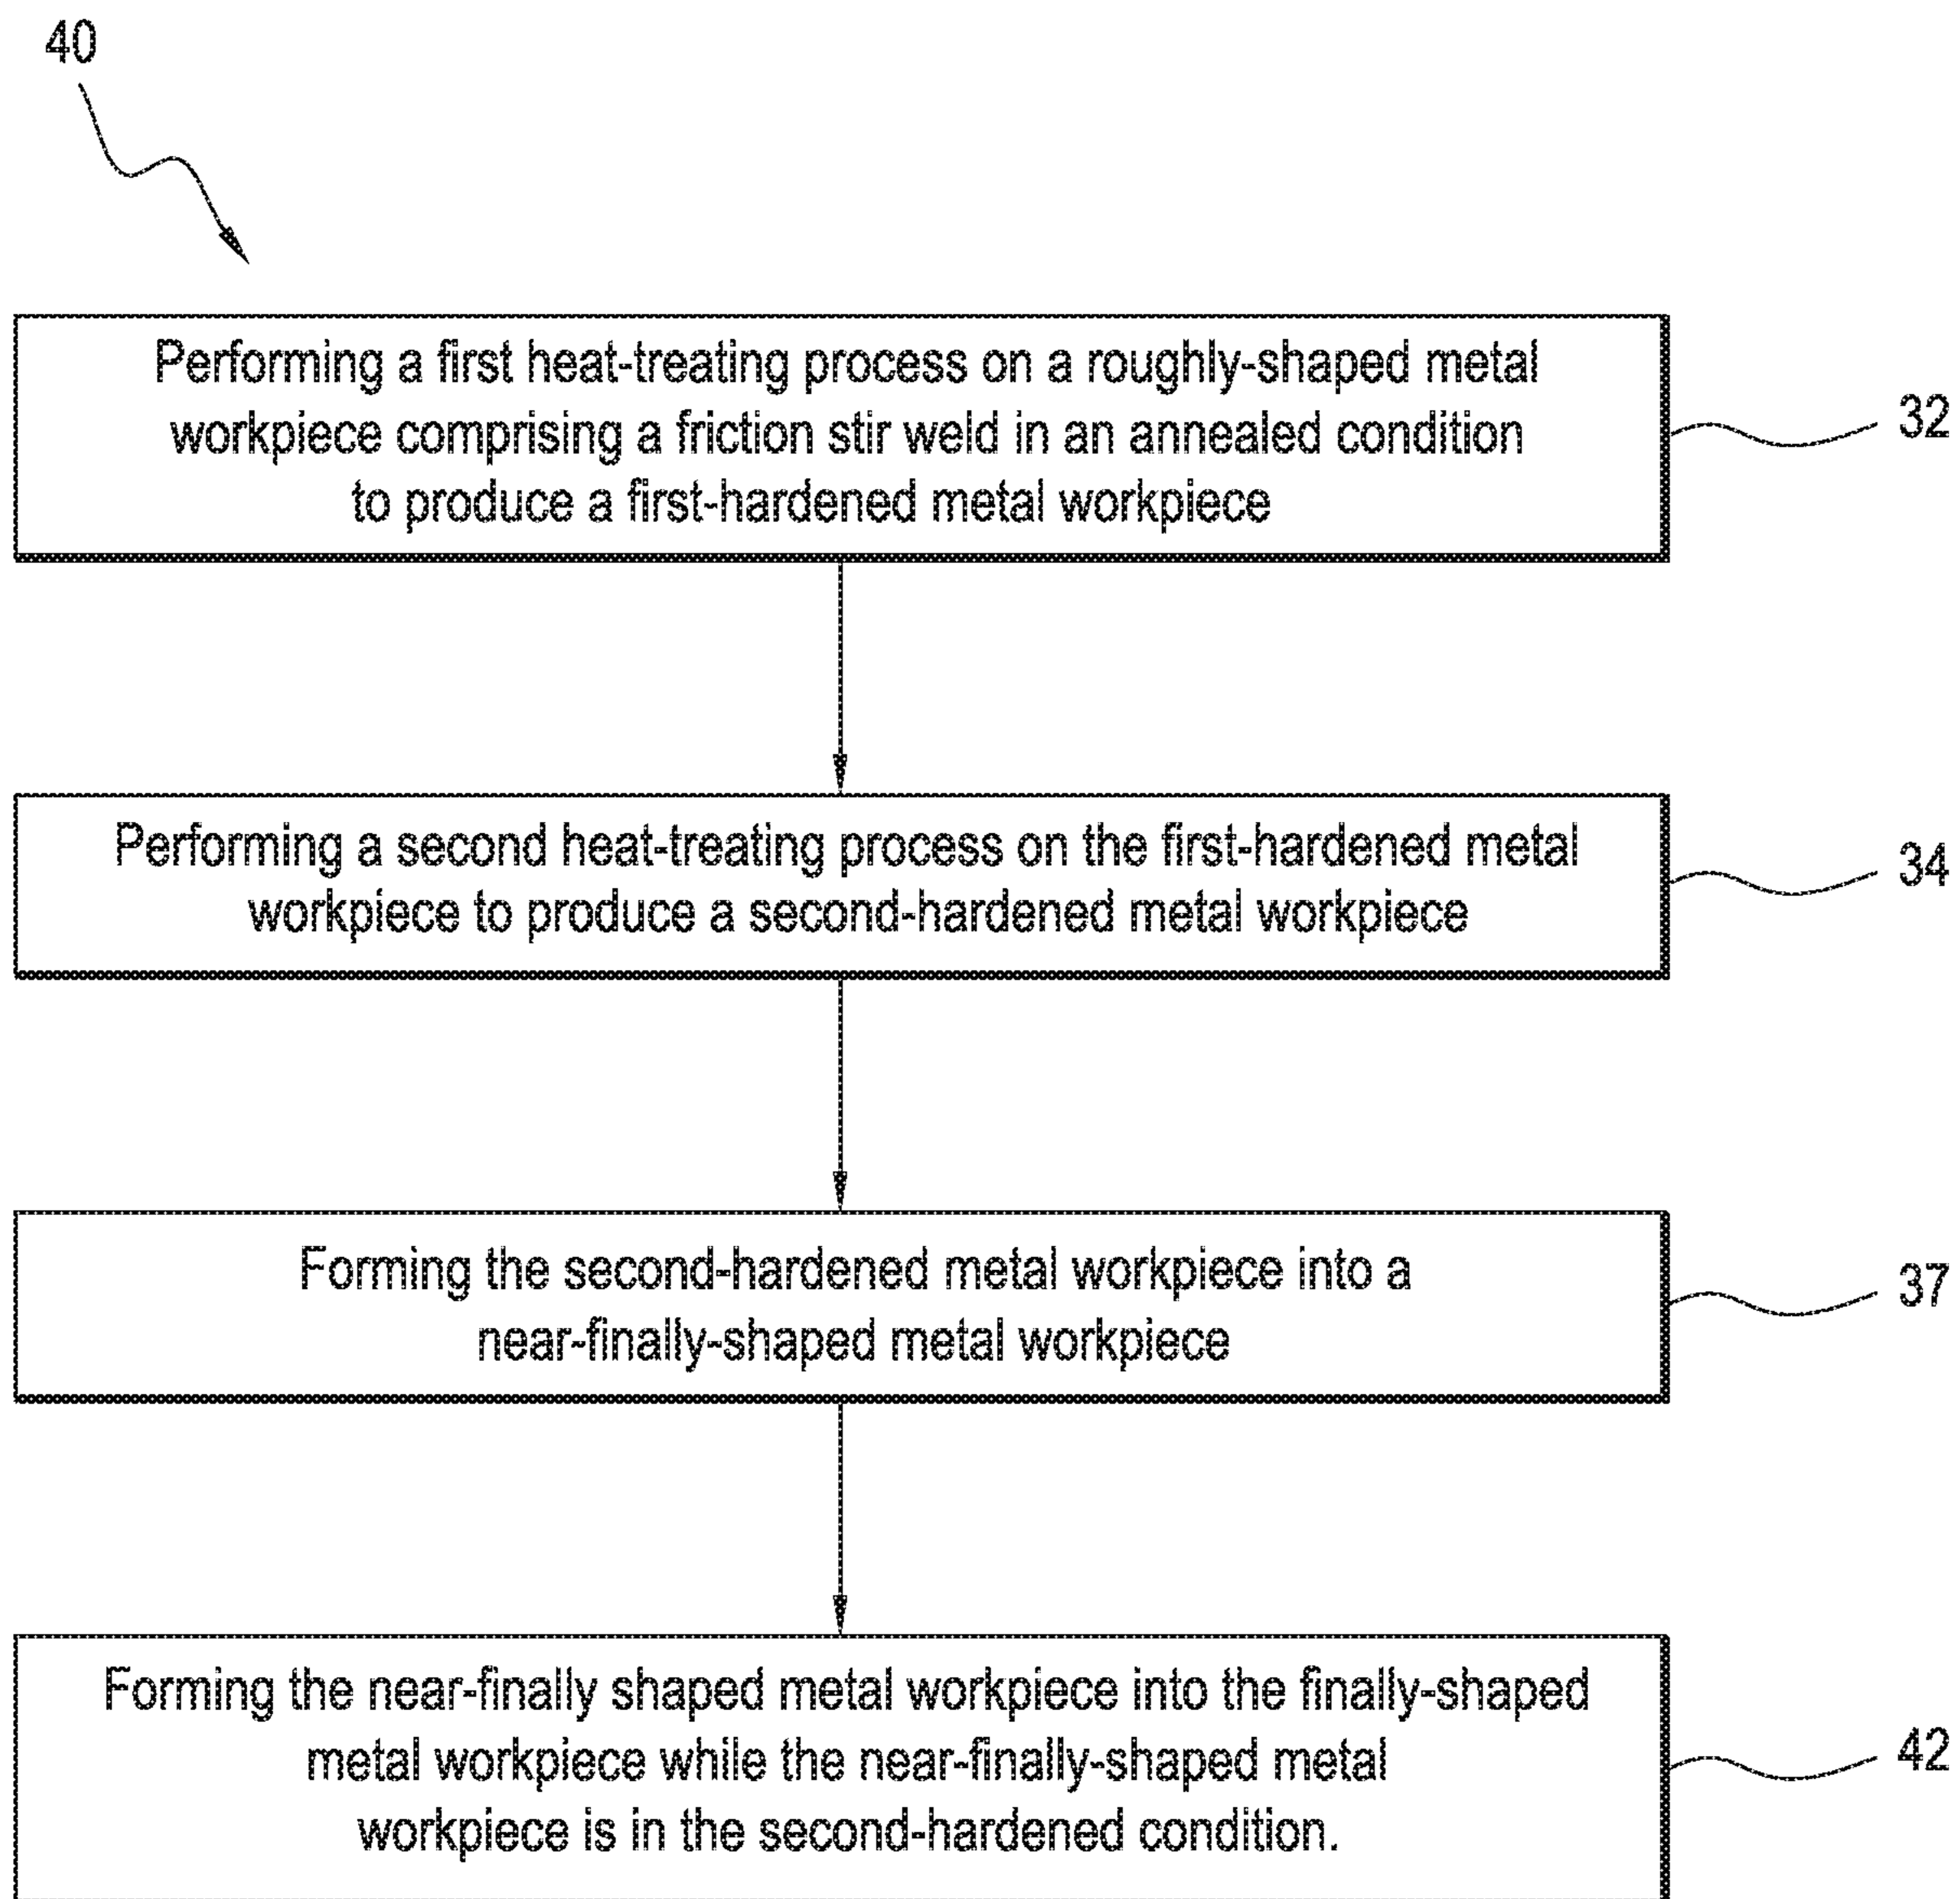 40
Performing a first heat-treating process on a roughly-shaped metal
workpiece comprising a friction stir weld in an annealed condition
to produce a first-hardened metal workpiece
32
Performing a second heat-treating process on the first-hardened metal
workpiece to produce a second-hardened metal workpiece
34
Forming the second-hardened metal workpiece into a
near-finally-shaped metal workpiece
37
Forming the near-finally shaped metal workpiece into the finally-shaped
metal workpiece while the near-finally-shaped metal
workpiece is in the second-hardened condition.
42